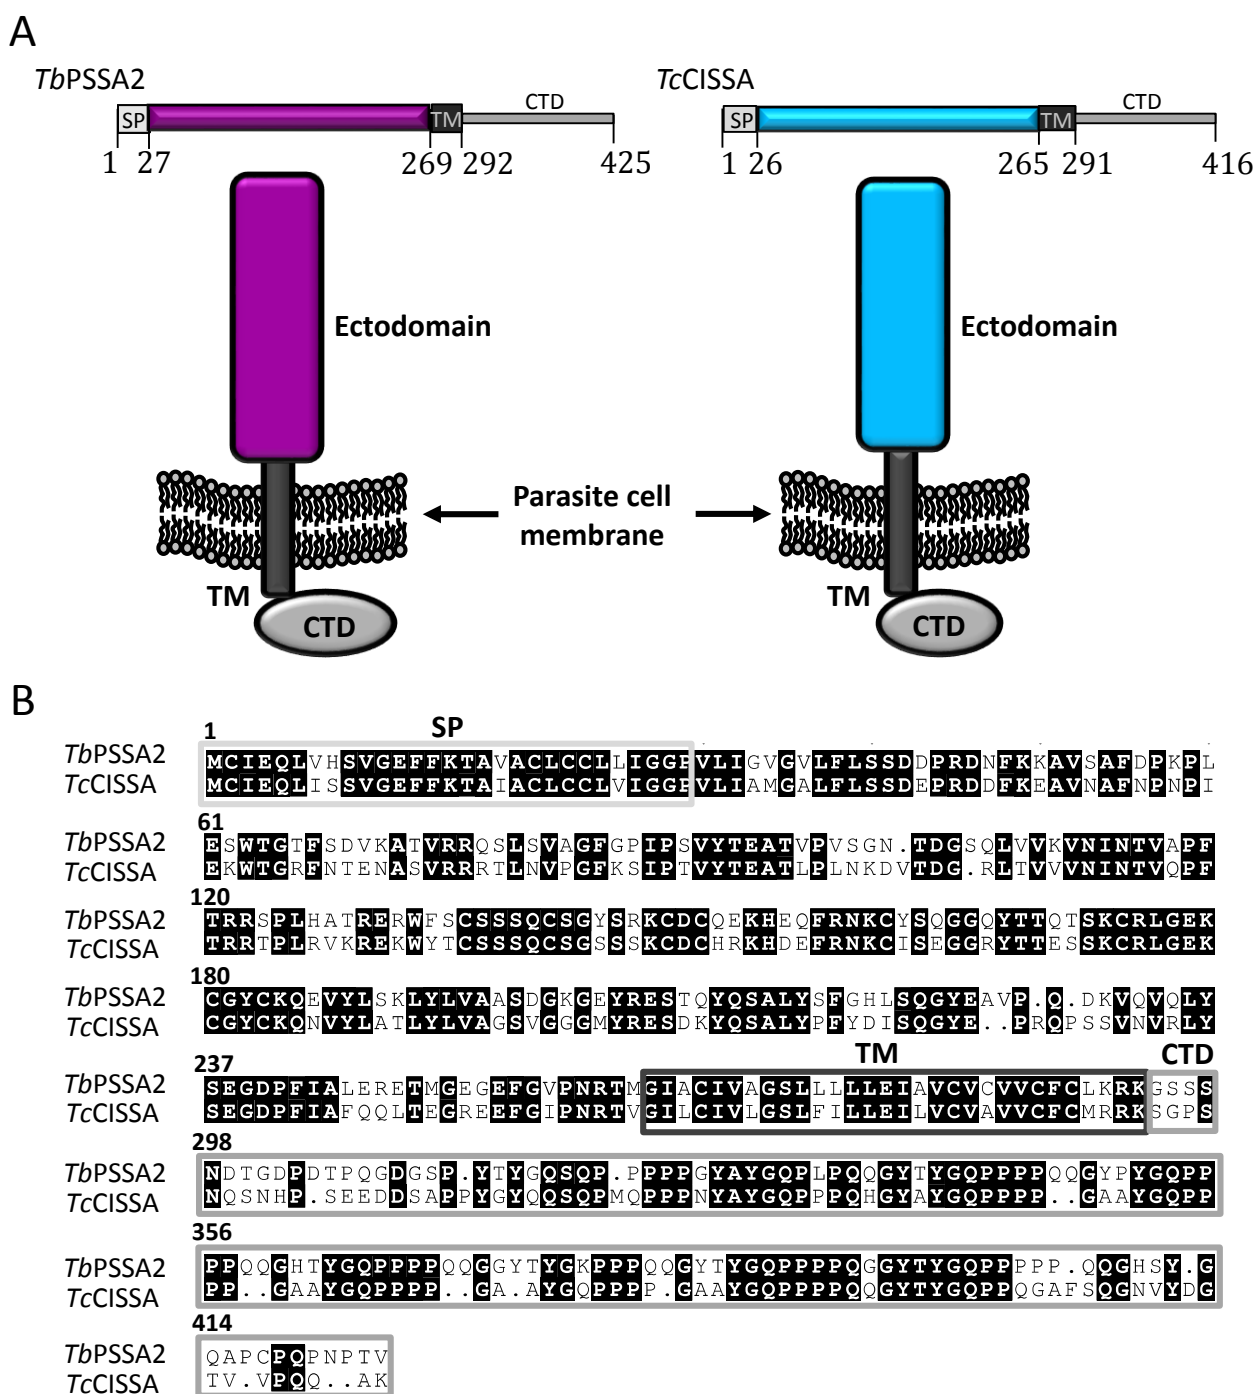 A
TbPSSA2
TcCISSA
SP
TM
CTD
SP
TM
CTD
1 27 269 292 425
1 26 265 291 416
Ectodomain
Ectodomain
Parasite cell
membrane
TM
TM
CTD
CTD
B
1 SP
TbPSSA2 MCIEQLVHSVGEFFKTAVACLCCLLIGGPVLIGVGVLFLSSDDPRDNFKKAVSAFDPKPL
TcCISSA MCIEQLISSVGEFFKTAIACLCCLVIGGPVLIAMGALFLSSDEPRDDFKEAVNAFNPNPI
61
TbPSSA2 ESWTGTFSDVKATVRRQSLSVAGFGPIPSVYTEATVPVSGN.TDGSQLVVKVNINTVAPF
TcCISSA EKWTGRFNTENASVRRRTLNVPGFKSIPTVYTEATLPLNKDVTDG.RLTVVVNINTVQPF
120
TbPSSA2 TRRSPLHATRERWFSCSSSQCSGYSRKCDCQEKHEQFRNKCYSQGGQYTTQTSKCRLGEK
TcCISSA TRRTPLRVKREKWYTCSSSQCSGSSSKCDCHRKHDEFRNKCISEGGRYTTESSKCRLGEK
180
TbPSSA2 CGYCKQEVYLSKLYLVAASDGKGEYRESTQYQSALYSFGHLSQGYEAVP.Q.DKVQVQLY
TcCISSA CGYCKQNVYLATLYLVAGSVGGGMYRESDKYQSALYPFYDISQGYE..PRQPSSVNVRLY
237 TM CTD
TbPSSA2 SEGDPFIALERETMGEGEFGVPNRTMGIACIVAGSLLLLLEIAVCVCVVCFCLKRKGSSS
TcCISSA SEGDPFIAFQQLTEGREEFGIPNRTVGILCIVLGSLFILLEILVCVAVVCFCMRRKSGPS
298
TbPSSA2 NDTGDPDTPQGDGSP.YTYGQSQP.PPPPGYAYGQPLPQQGYTYGQPPPPQQGYPYGQPP
TcCISSA NQSNHP.SEEDDSAPPYGYQQSQPMQPPPNYAYGQPPPQHGYAYGQPPPP..GAAYGQPP
356
TbPSSA2 PPQQGHTYGQPPPPQQGGYTYGKPPPQQGYTYGQPPPPQGGYTYGQPPPPP.QQGHSY.G
TcCISSA PP..GAAYGQPPPP..GA.AYGQPPPP.GAAYGQPPPPQQGYTYGQPPQGAFSQGNVYDG
414
TbPSSA2 QAPCPQPNPTV
TcCISSA TV.VPQQ..AK